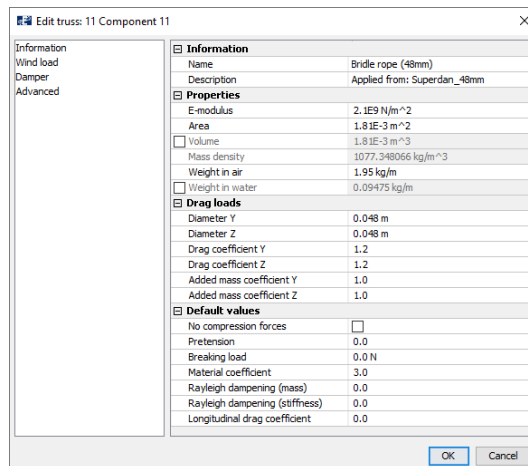 Edit truss: 11 Component 11
Information
Wind load
Damper
Advanced
Information
Name Bridle rope (48mm)
Description Applied from: Superdan_48mm
Properties
E-modulus 2.1E9 N/m^2
Area 1.81E-3 m^2
Volume 1.81E-3 m^3
Mass density 1077.348066 kg/m^3
Weight in air 1.95 kg/m
Weight in water 0.09475 kg/m
Drag loads
Diameter Y 0.048 m
Diameter Z 0.048 m
Drag coefficient Y 1.2
Drag coefficient Z 1.2
Added mass coefficient Y 1.0
Added mass coefficient Z 1.0
Default values
No compression forces
Pretension 0.0
Breaking load 0.0 N
Material coefficient 3.0
Rayleigh dampening (mass) 0.0
Rayleigh dampening (stiffness) 0.0
Longitudinal drag coefficient 0.0
OK Cancel